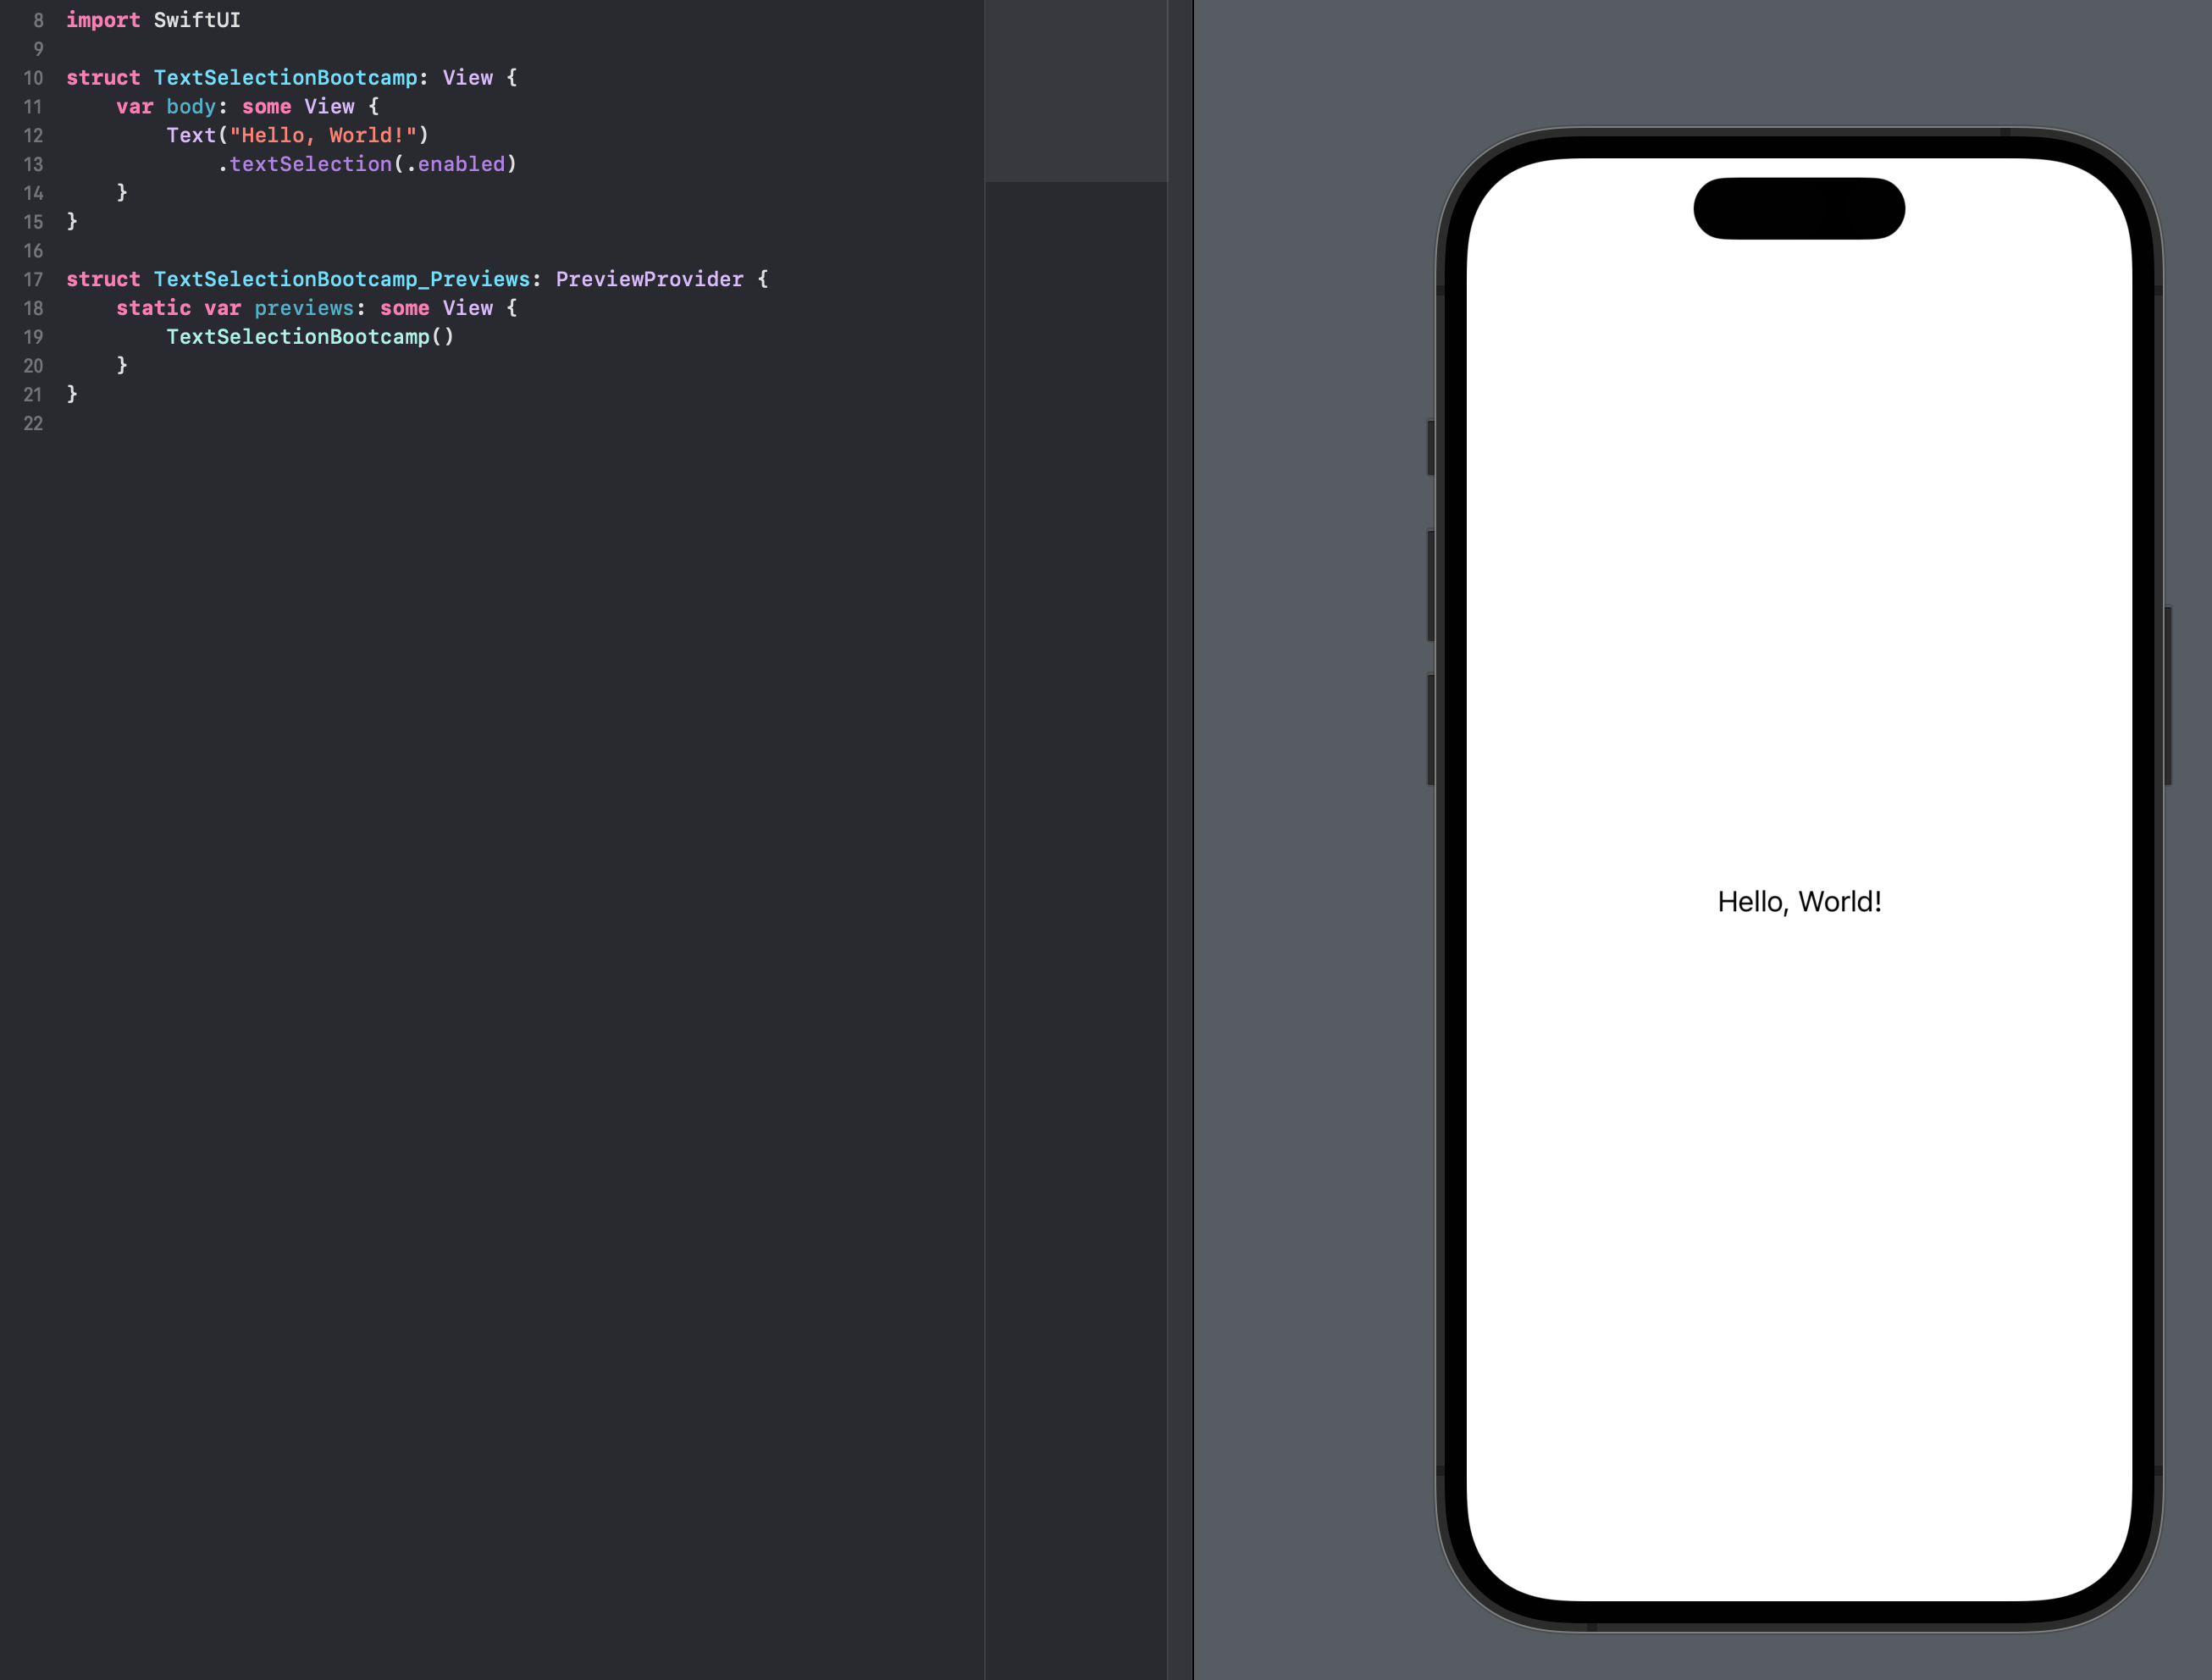 8 import SwiftUI
9
10 struct TextSelectionBootcamp: View {
11     var body: some View {
12         Text("Hello, World!")
13             .textSelection(.enabled)
14     }
15 }
16
17 struct TextSelectionBootcamp_Previews: PreviewProvider {
18     static var previews: some View {
19         TextSelectionBootcamp()
20     }
21 }
22
Hello, World!